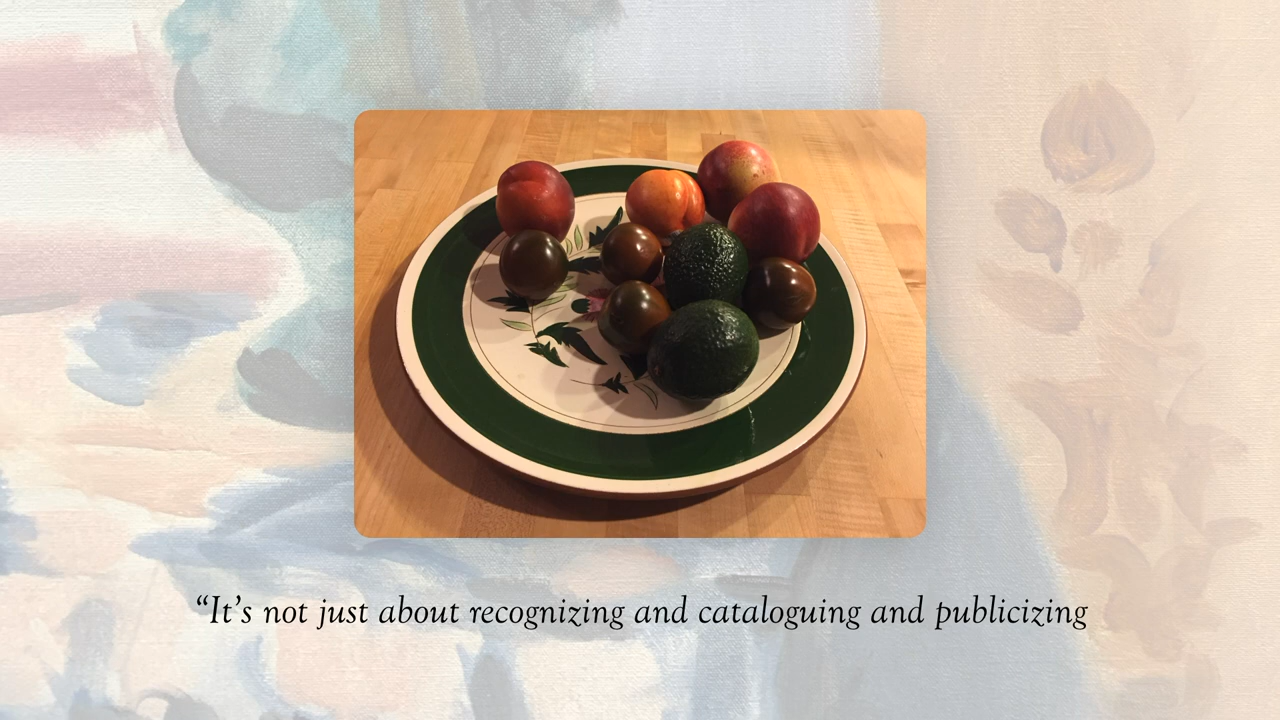 “It’s not just about recognizing and cataloguing and publicizing